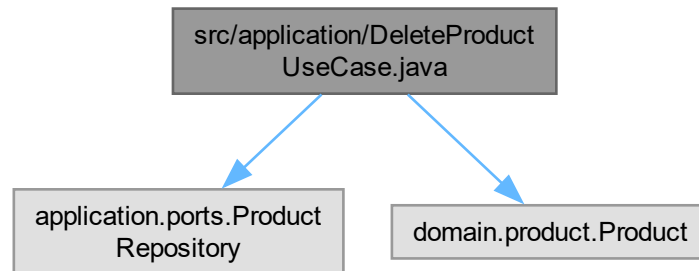 src/application/DeleteProduct
UseCase.java
application.ports.Product
Repository
domain.product.Product